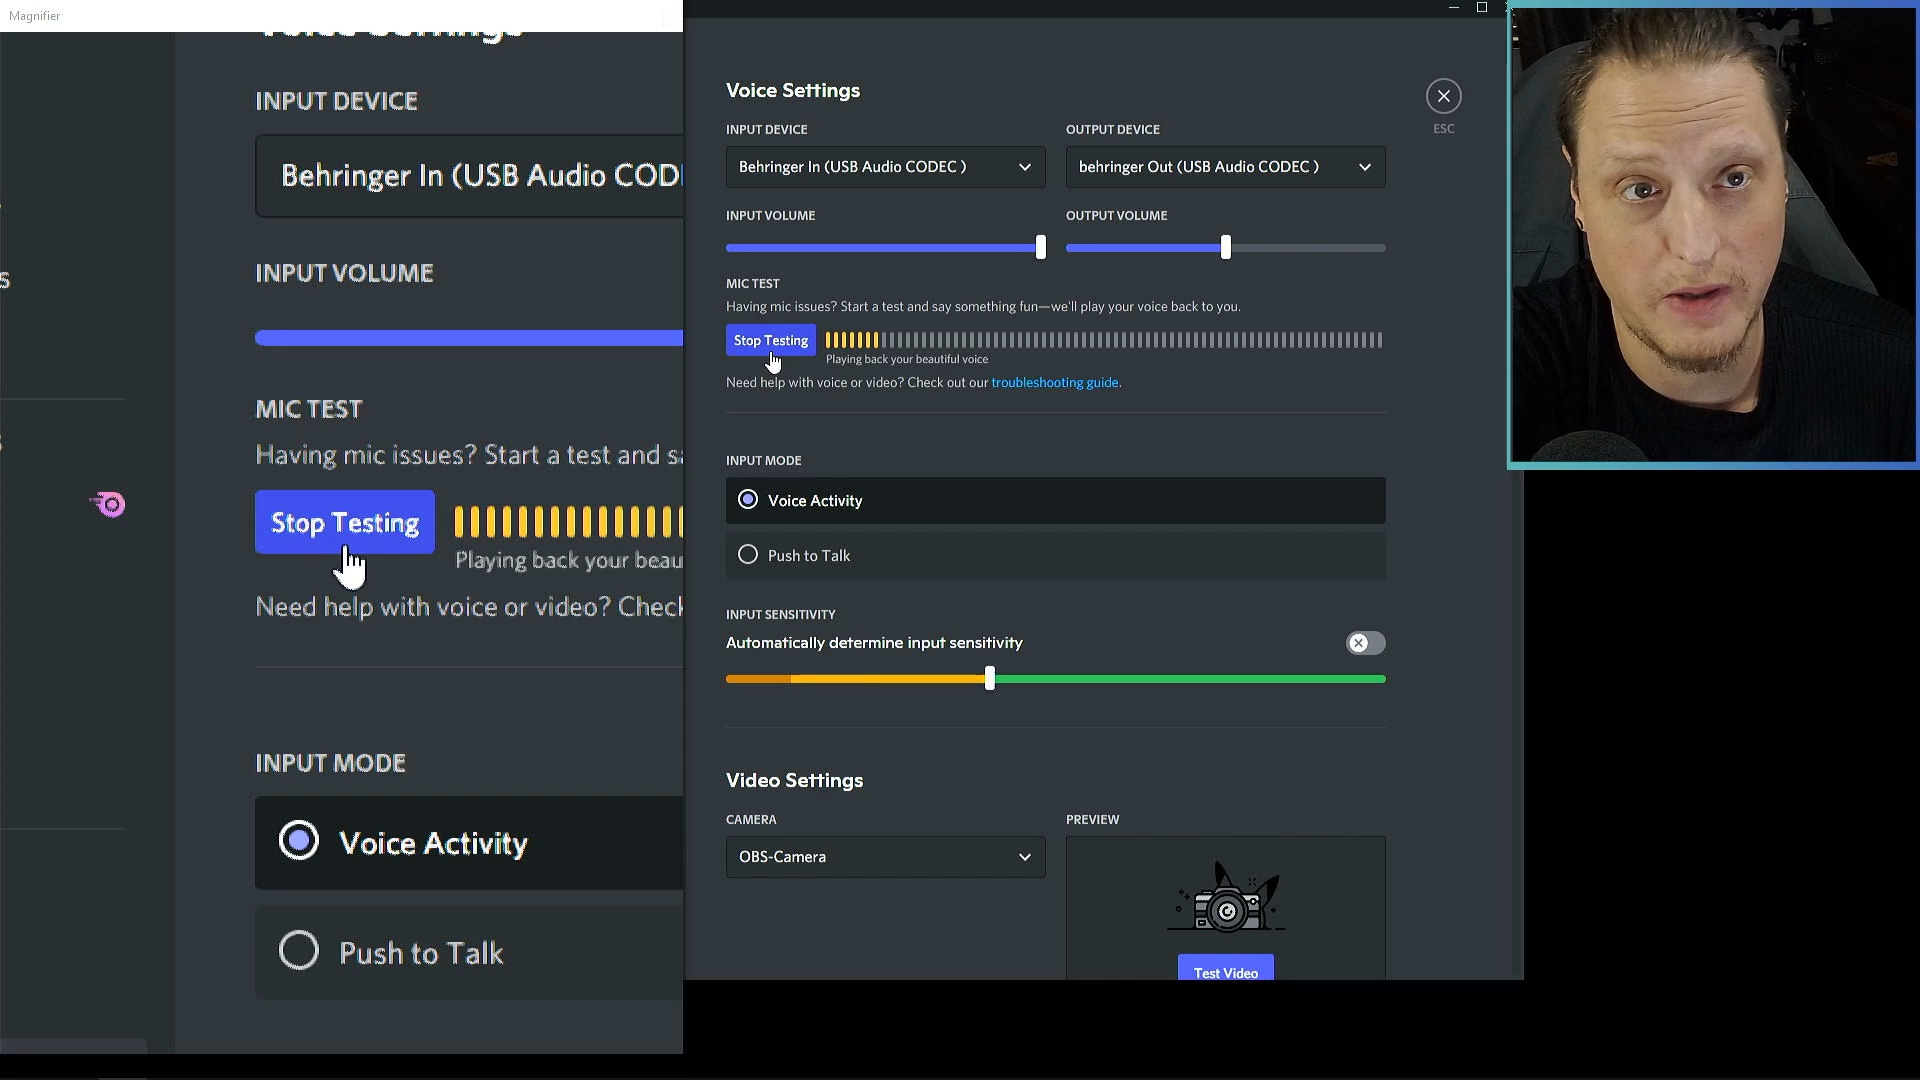 Magnifier
Voice Settings
INPUT DEVICE
Behringer In (USB Audio CODE
INPUT VOLUME
MIC TEST
Having mic issues? Start a test and sa
Stop Testing
Playing back your beau
Need help with voice or video? Check
INPUT MODE
Voice Activity
Push to Talk
Voice Settings
ESC
INPUT DEVICE
OUTPUT DEVICE
Behringer In (USB Audio CODEC )
behringer Out (USB Audio CODEC )
INPUT VOLUME
OUTPUT VOLUME
MIC TEST
Having mic issues? Start a test and say something fun—we'll play your voice back to you.
Stop Testing
Playing back your beautiful voice
Need help with voice or video? Check out our troubleshooting guide.
INPUT MODE
Voice Activity
Push to Talk
INPUT SENSITIVITY
Automatically determine input sensitivity
Video Settings
CAMERA
PREVIEW
OBS-Camera
Test Video